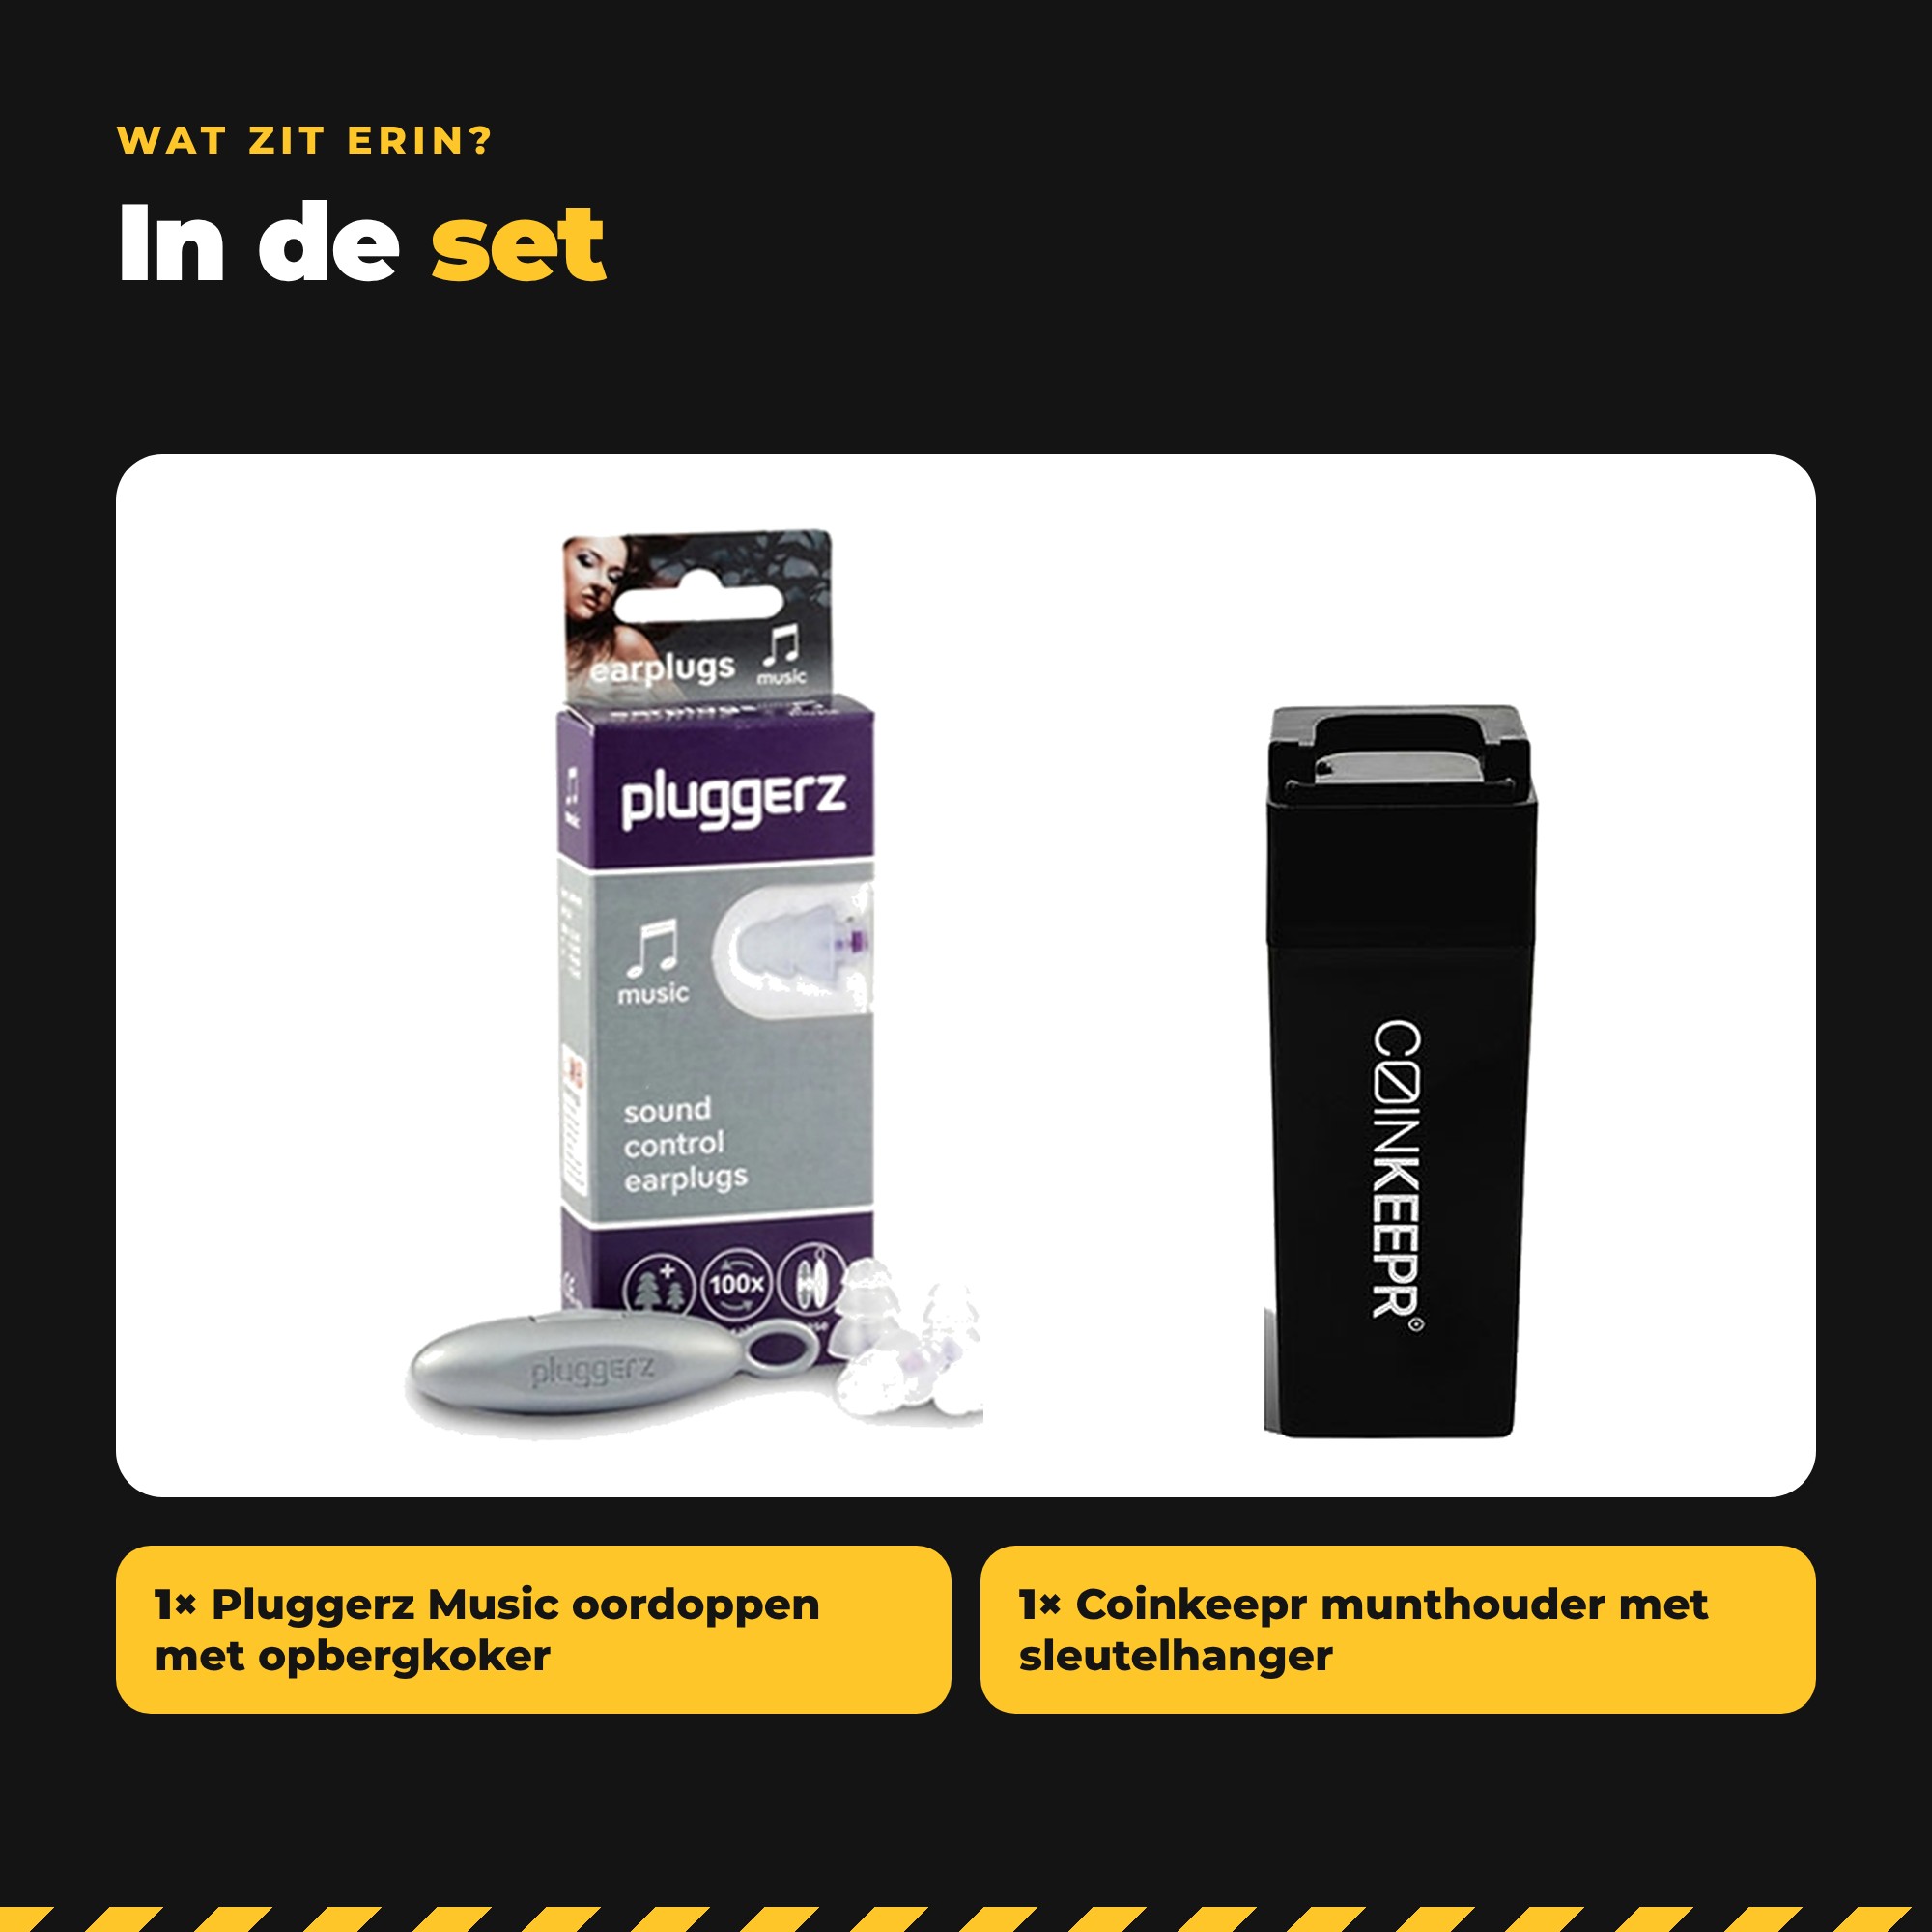 WAT ZIT ERIN?
In de set
earplugs
music
pluggerz
music
sound
control
earplugs
100x
pluggerz
COINKEEPR
1× Pluggerz Music oordoppen
met opbergkoker
1× Coinkeepr munthouder met
sleutelhanger